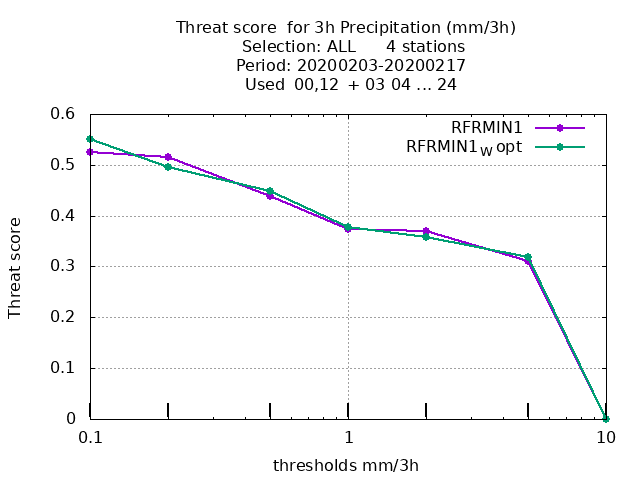 Threat score  for 3h Precipitation (mm/3h)
Selection: ALL      4 stations
Period: 20200203-20200217
Used  00,12  + 03 04 ... 24
RFRMIN1
RFRMIN1W opt
0.6
0.5
0.4
0.3
0.2
0.1
0
Threat score
0.1
1
10
thresholds mm/3h